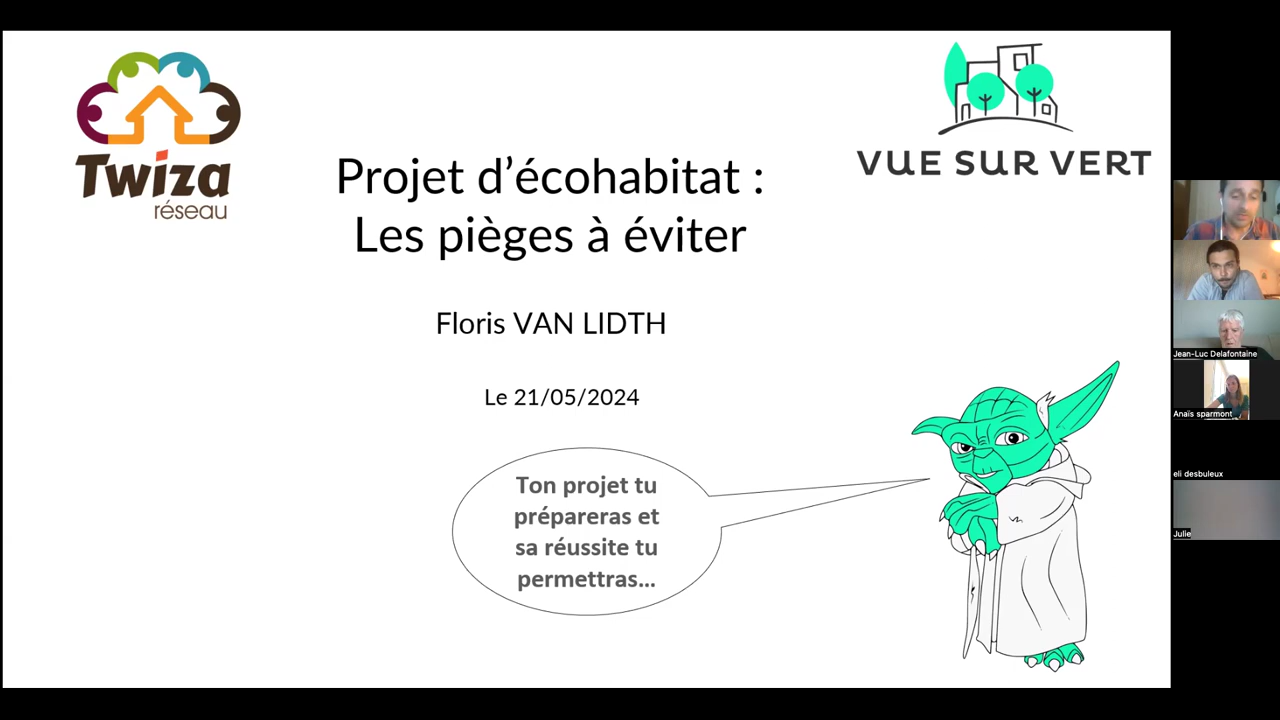 Twiza
réseau
VUE SUR VERT
Projet d'écohabitat :
Les pièges à éviter
Floris VAN LIDTH
Le 21/05/2024
Ton projet tu
prépareras et
sa réussite tu
permettras...
Jean-Luc Delafontaine
Anaïs sparmont
eli desbuleux
Julie